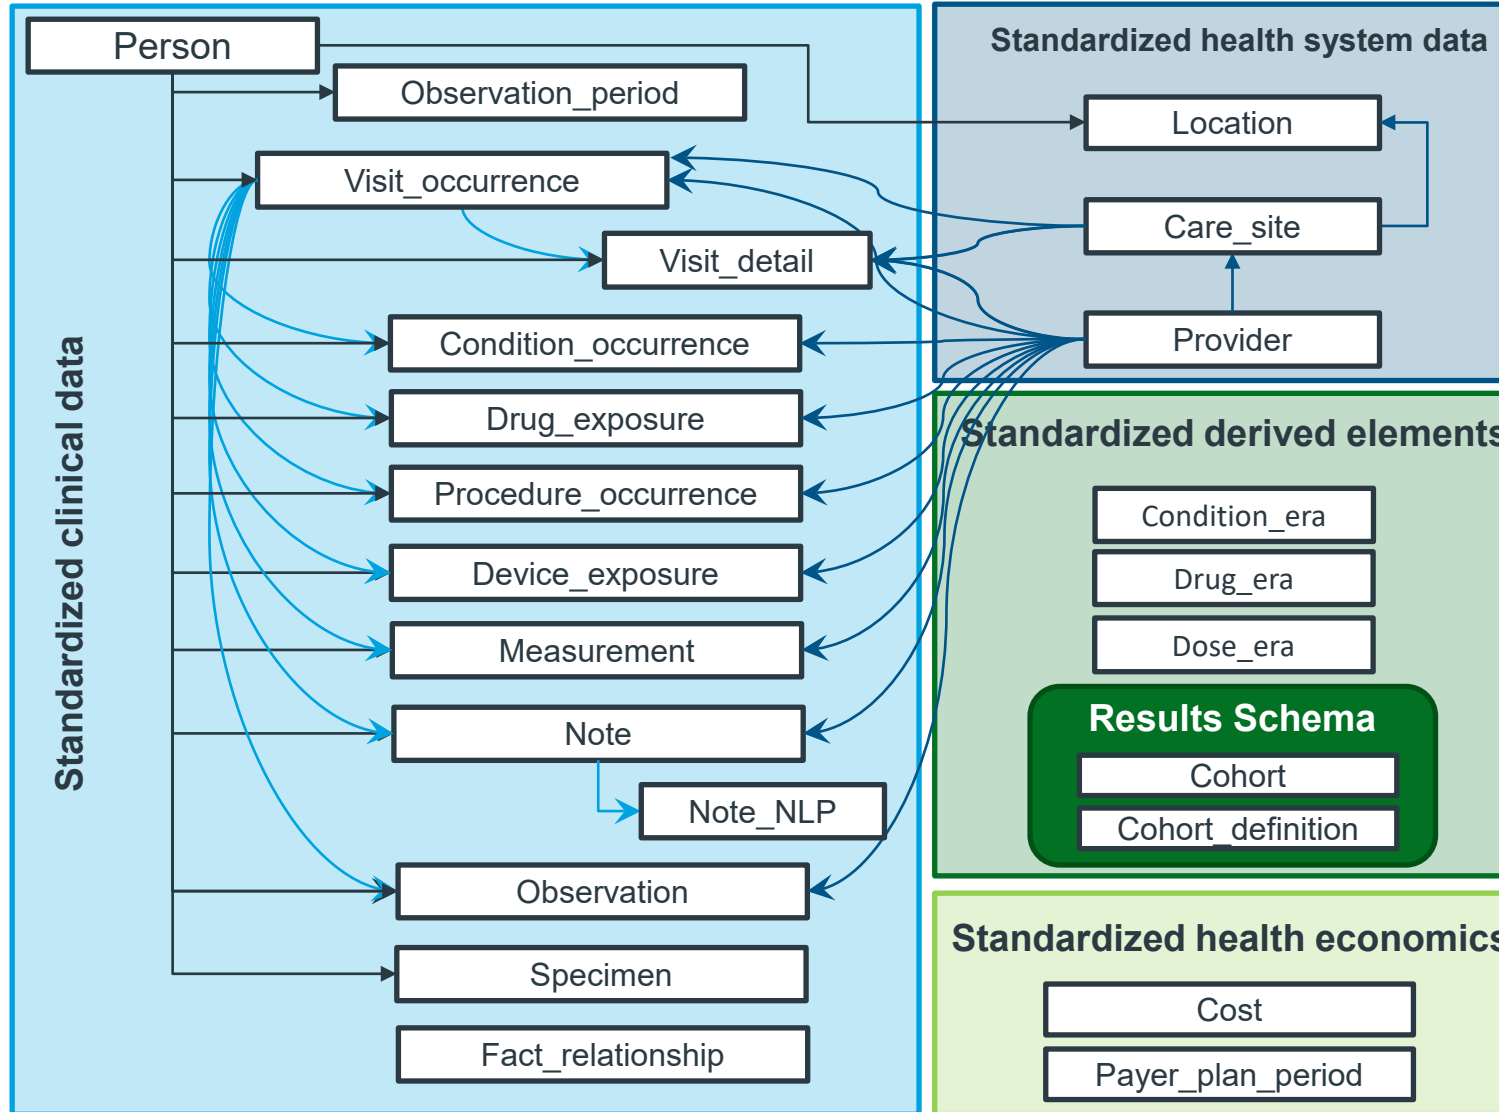 Person
Observation_period
Visit_occurrence
Visit_detail
Condition_occurrence
Drug_exposure
Procedure_occurrence
Device_exposure
Measurement
Note
Note_NLP
Observation
Specimen
Fact_relationship
Standardized clinical data
Standardized health system data
Location
Care_site
Provider
Standardized derived elements
Condition_era
Drug_era
Dose_era
Results Schema
Cohort
Cohort_definition
Standardized health economics
Cost
Payer_plan_period